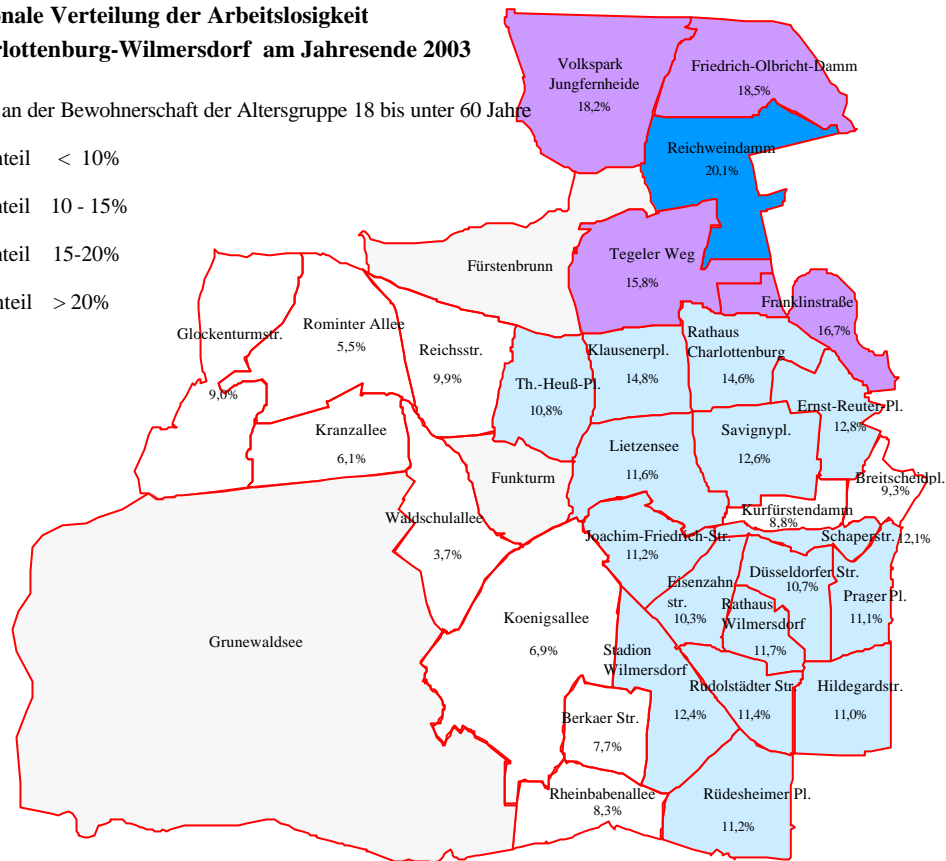 onale Verteilung der Arbeitslosigkeit
rlottenburg-Wilmersdorf am Jahresende 2003
an der Bewohnerschaft der Altersgruppe 18 bis unter 60 Jahre
nteil < 10%
nteil 10 - 15%
nteil 15-20%
nteil > 20%
Volkspark
Jungfernheide
18,2%
Friedrich-Olbricht-Damm
18,5%
Reichweindamm
20,1%
Fürstenbrunn
Tegeler Weg
15,8%
Franklinstraße
16,7%
Glockenturmstr.
9,0%
Rominter Allee
5,5%
Reichsstr.
9,9%
Th.-Heuß-Pl.
10,8%
Klausenerpl.
14,8%
Rathaus
Charlottenburg
14,6%
Ernst-Reuter-Pl.
12,8%
Kranzallee
6,1%
Lietzensee
11,6%
Savignypl.
12,6%
Funkturm
Breitscheidpl.
9,3%
Kurfürstendamm
8,8%
Waldschulallee
3,7%
Joachim-Friedrich-Str.
11,2%
Schaperstr.
12,1%
Eisenzahn
str.
10,3%
Düsseldorfer Str.
10,7%
Prager Pl.
11,1%
Rathaus
Wilmersdorf
11,7%
Koenigsallee
6,9%
Grunewaldsee
Stadion
Wilmersdorf
12,4%
Rudolstädter Str
11,4%
Hildegardstr.
11,0%
Berkaer Str.
7,7%
Rheinbabenallee
8,3%
Rüdesheimer Pl.
11,2%